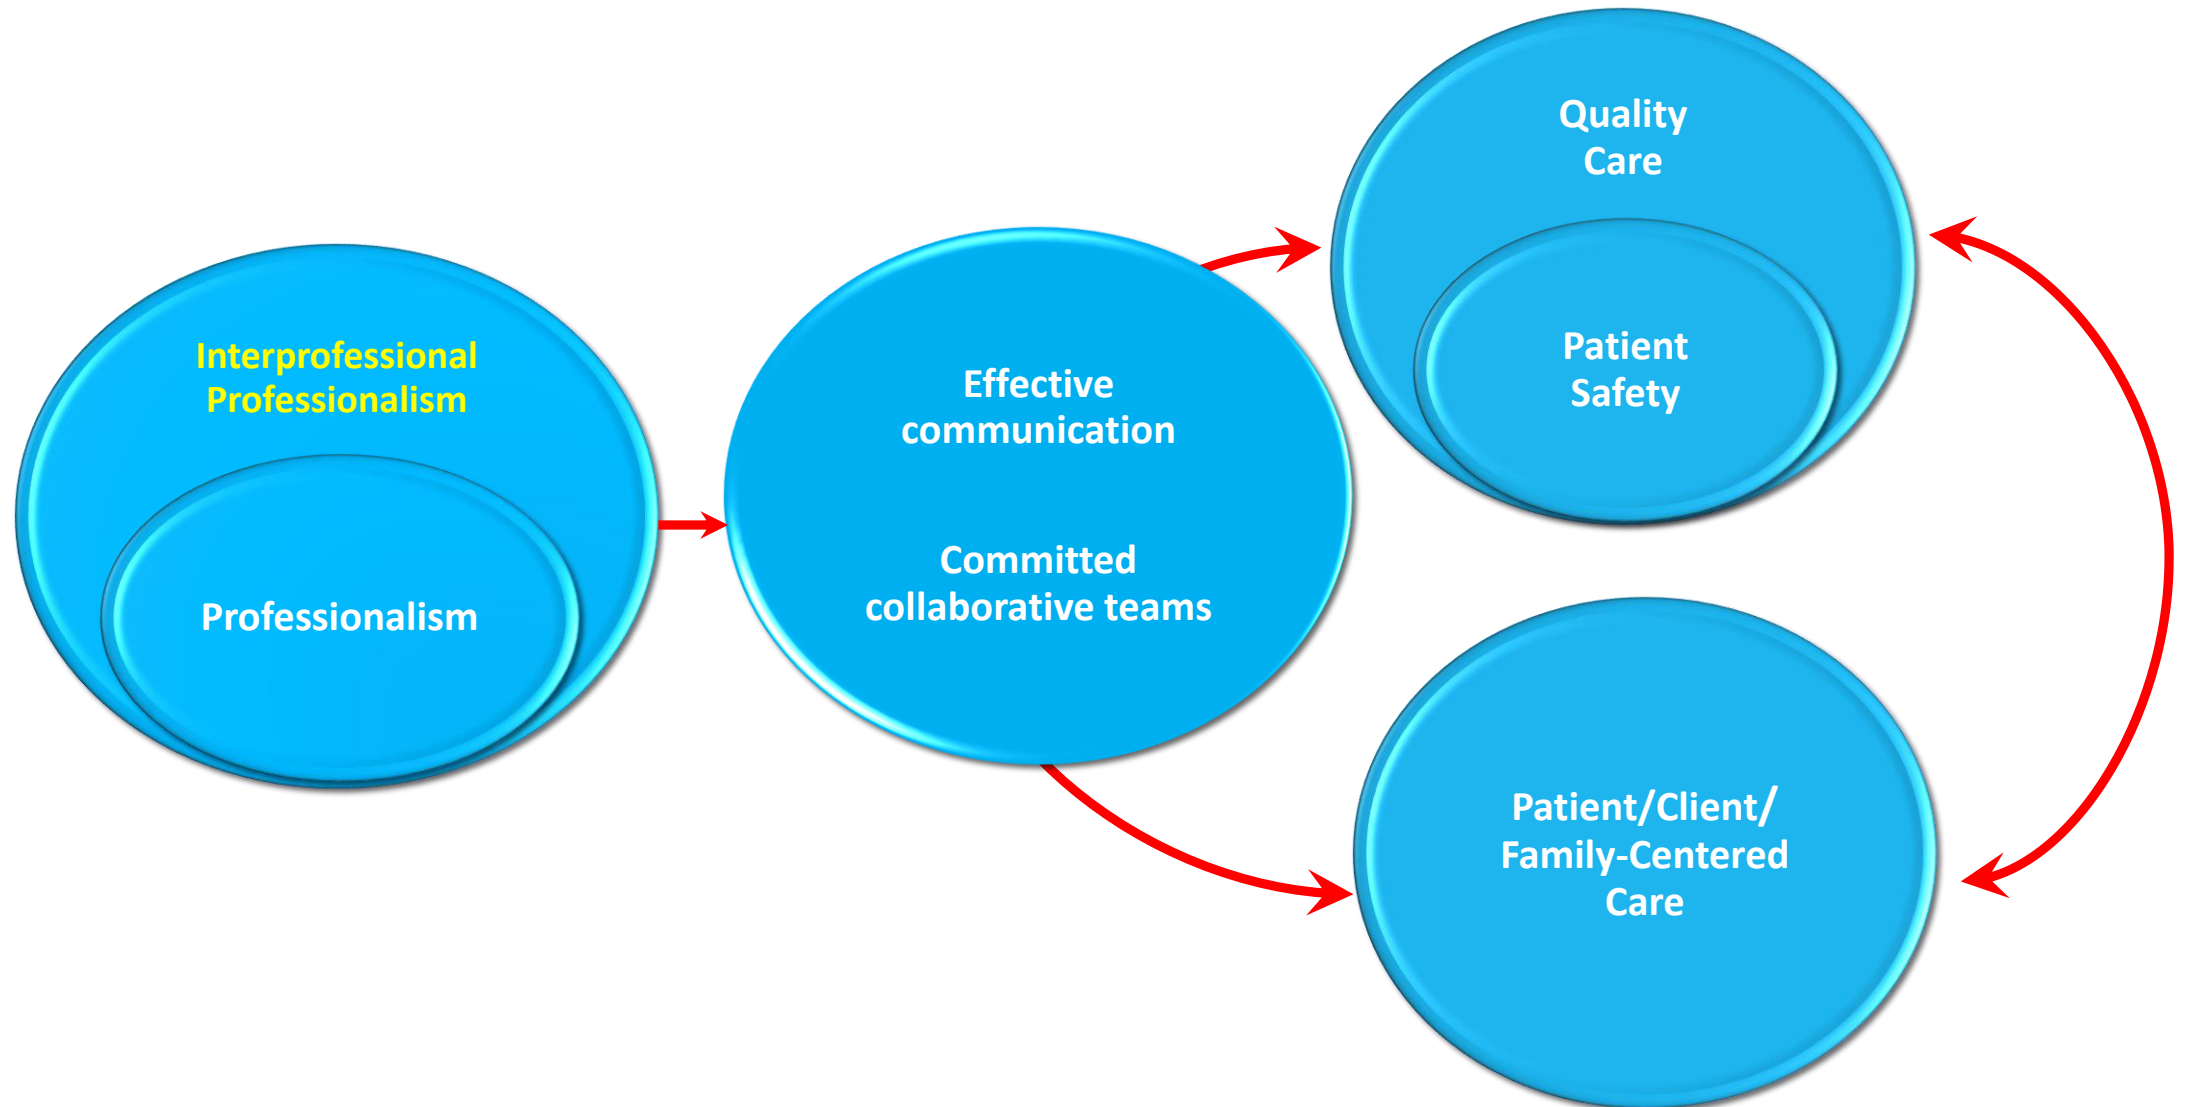 Interprofessional
Professionalism
Professionalism
Effective
communication
Committed
collaborative teams
Quality
Care
Patient
Safety
Patient/Client/
Family-Centered
Care